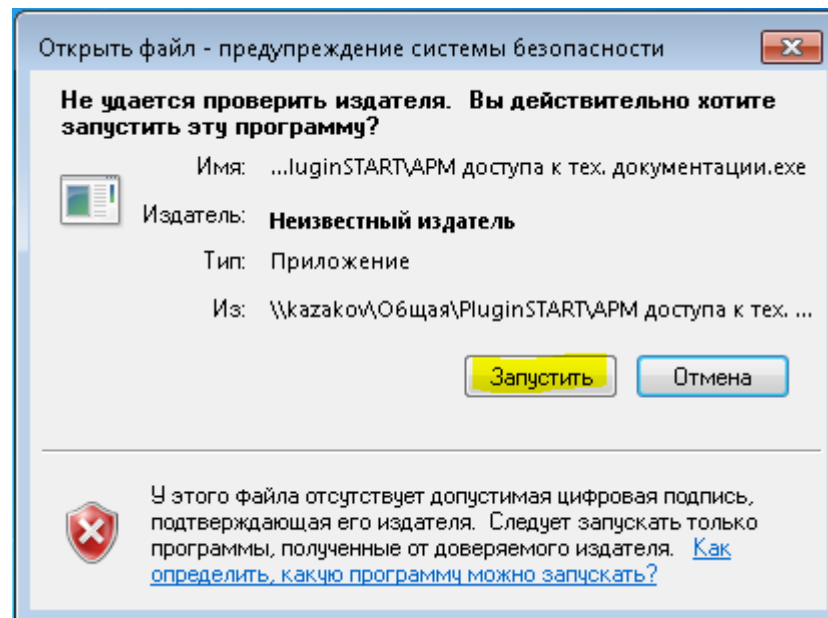 Открыть файл - предупреждение системы безопасности
Не удается проверить издателя. Вы действительно хотите
запустить эту программу?
Имя: ...luginSTART\АРМ доступа к тех. документации.exe
Издатель: Неизвестный издатель
Тип: Приложение
Из: \\kazakov\Общая\PluginSTART\АРМ доступа к тех. ...
Запустить Отмена
У этого файла отсутствует допустимая цифровая подпись,
подтверждающая его издателя. Следует запускать только
программы, полученные от доверяемого издателя. Как
определить, какую программу можно запускать?